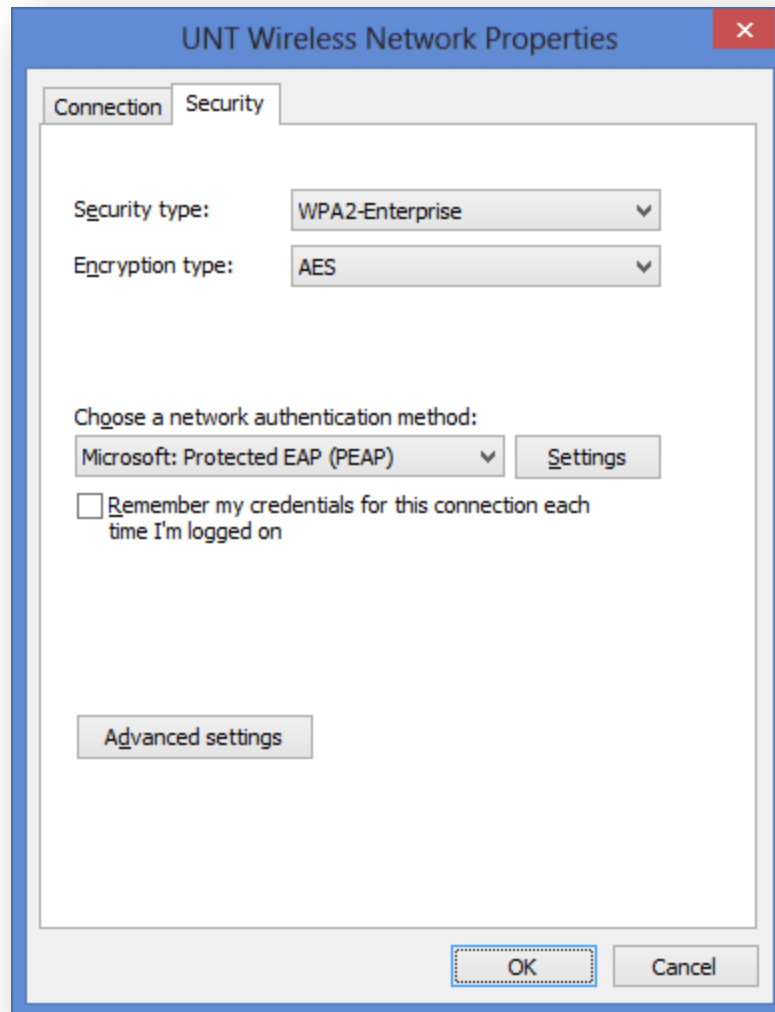 UNT Wireless Network Properties
Connection
Security
Security type:
WPA2-Enterprise
Encryption type:
AES
Choose a network authentication method:
Microsoft: Protected EAP (PEAP)
Settings
Remember my credentials for this connection each
time I'm logged on
Advanced settings
OK
Cancel